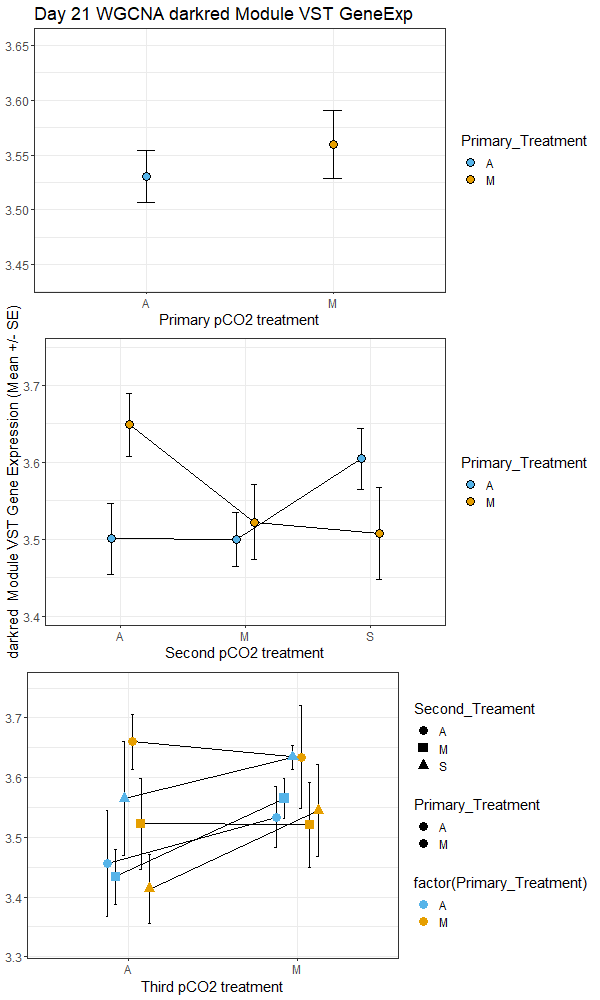 Day 21 WGCNA darkred Module VST GeneExp
3.65
3.60
3.55
3.50
3.45
A M
Primary pCO2 treatment
Primary_Treatment
A
M
darkred Module VST Gene Expression (Mean +/- SE)
3.7
3.6
3.5
3.4
A M S
Second pCO2 treatment
Primary_Treatment
A
M
3.7
3.6
3.5
3.4
3.3
A M
Third pCO2 treatment
Second_Treament
A
M
S
Primary_Treatment
A
M
factor(Primary_Treatment)
A
M